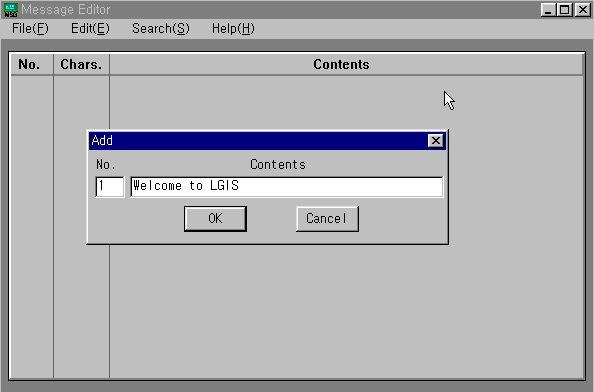 Message Editor
File(F) Edit(E) Search(S) Help(H)
No. Chars. Contents
Add
No. Contents
1 Welcome to LGIS
OK Cancel